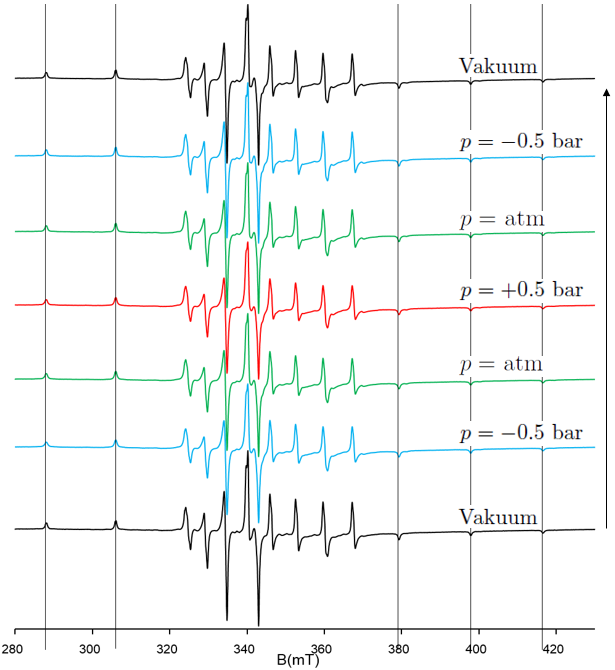 Vakuum
p = −0.5 bar
p = atm
p = +0.5 bar
p = atm
p = −0.5 bar
Vakuum
280 300 320 340 360 380 400 420
B(mT)